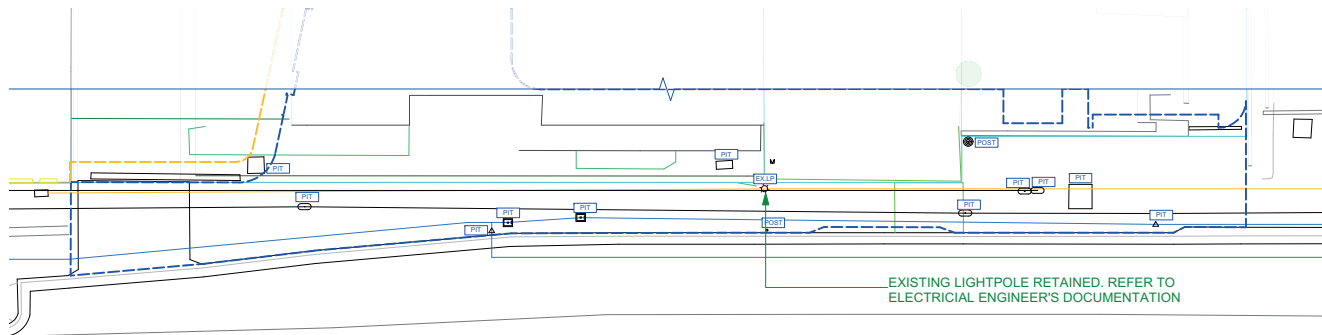 POST
PIT
PIT
M
PIT
EX.LP
PIT
PIT
PIT
PIT
PIT
PIT
POST
PIT
PIT
PIT
EXISTING LIGHTPOLE RETAINED. REFER TO
ELECTRICIAL ENGINEER'S DOCUMENTATION